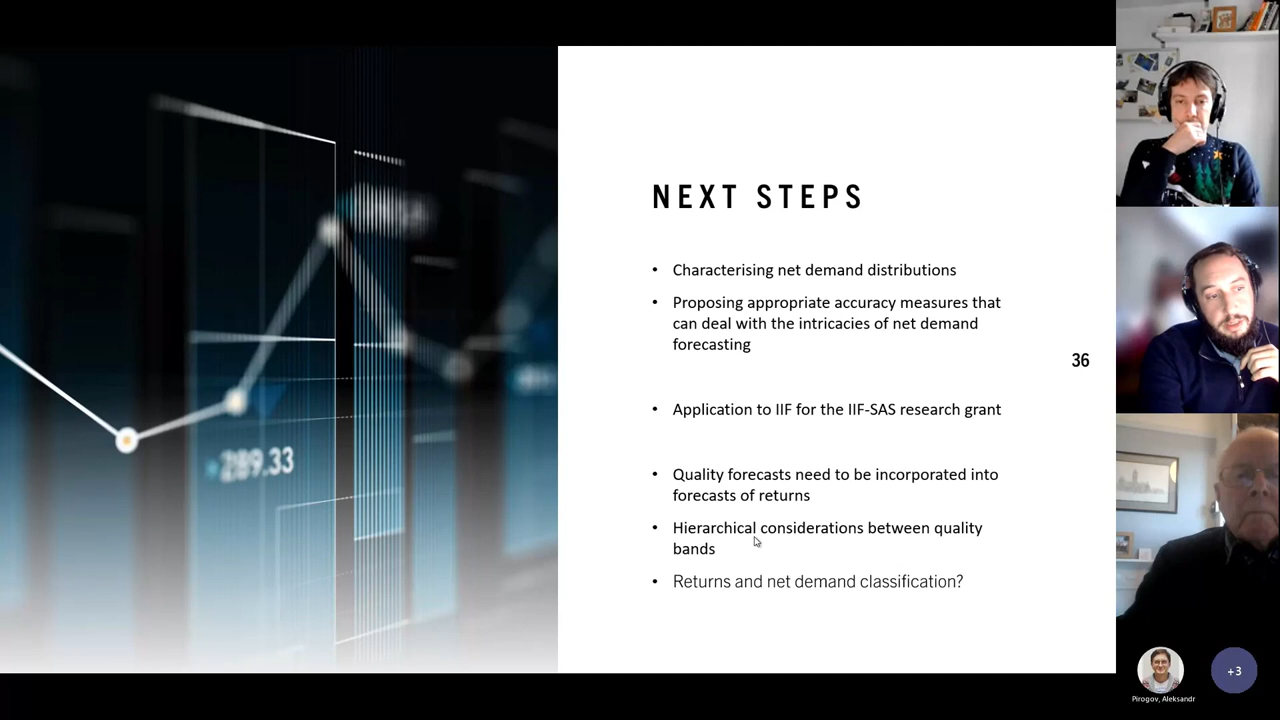 NEXT STEPS
• Characterising net demand distributions
• Proposing appropriate accuracy measures that
can deal with the intricacies of net demand
forecasting
36
• Application to IIF for the IIF-SAS research grant
289.33
• Quality forecasts need to be incorporated into
forecasts of returns
• Hierarchical considerations between quality
bands
• Returns and net demand classification?
+3
Pirogov, Aleksandr